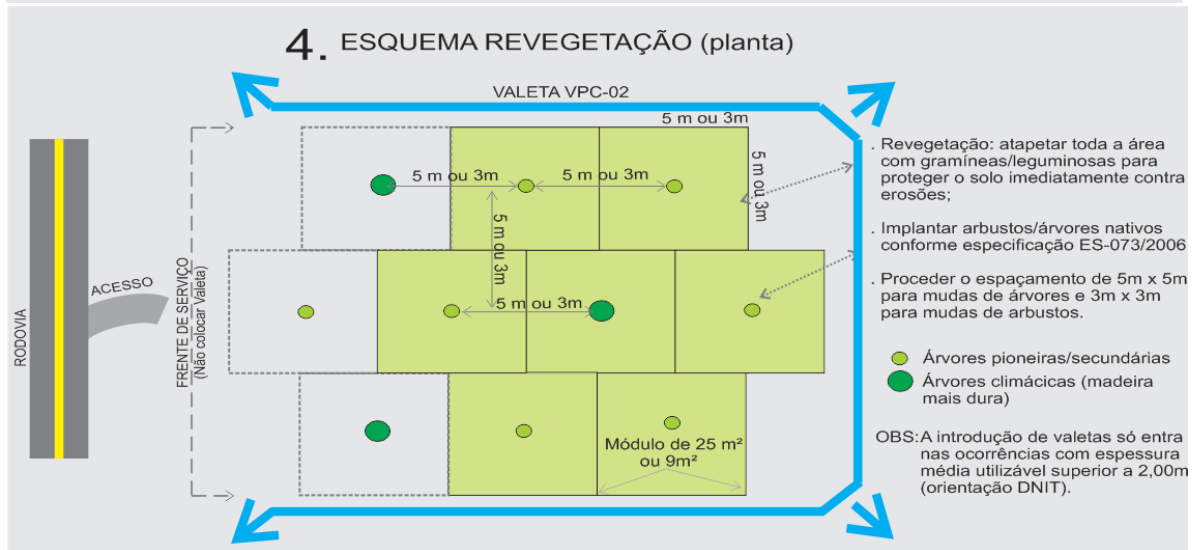 4. ESQUEMA REVEGETAÇÃO (planta)
VALETA VPC-02
5 m ou 3m
5 m ou 3m
5 m ou 3m
5 m ou 3m
5 m ou 3m
5 m ou 3m
RODOVIA
ACESSO
FRENTE DE SERVIÇO
(Não colocar Valeta)
Módulo de 25 m²
ou 9m²
. Revegetação: atapetar toda a área
com gramíneas/leguminosas para
proteger o solo imediatamente contra
erosões;
. Implantar arbustos/árvores nativos
conforme especificação ES-073/2006
. Proceder o espaçamento de 5m x 5m
para mudas de árvores e 3m x 3m
para mudas de arbustos.
Árvores pioneiras/secundárias
Árvores climácicas (madeira
mais dura)
OBS:A introdução de valetas só entra
nas ocorrências com espessura
média utilizável superior a 2,00m
(orientação DNIT).